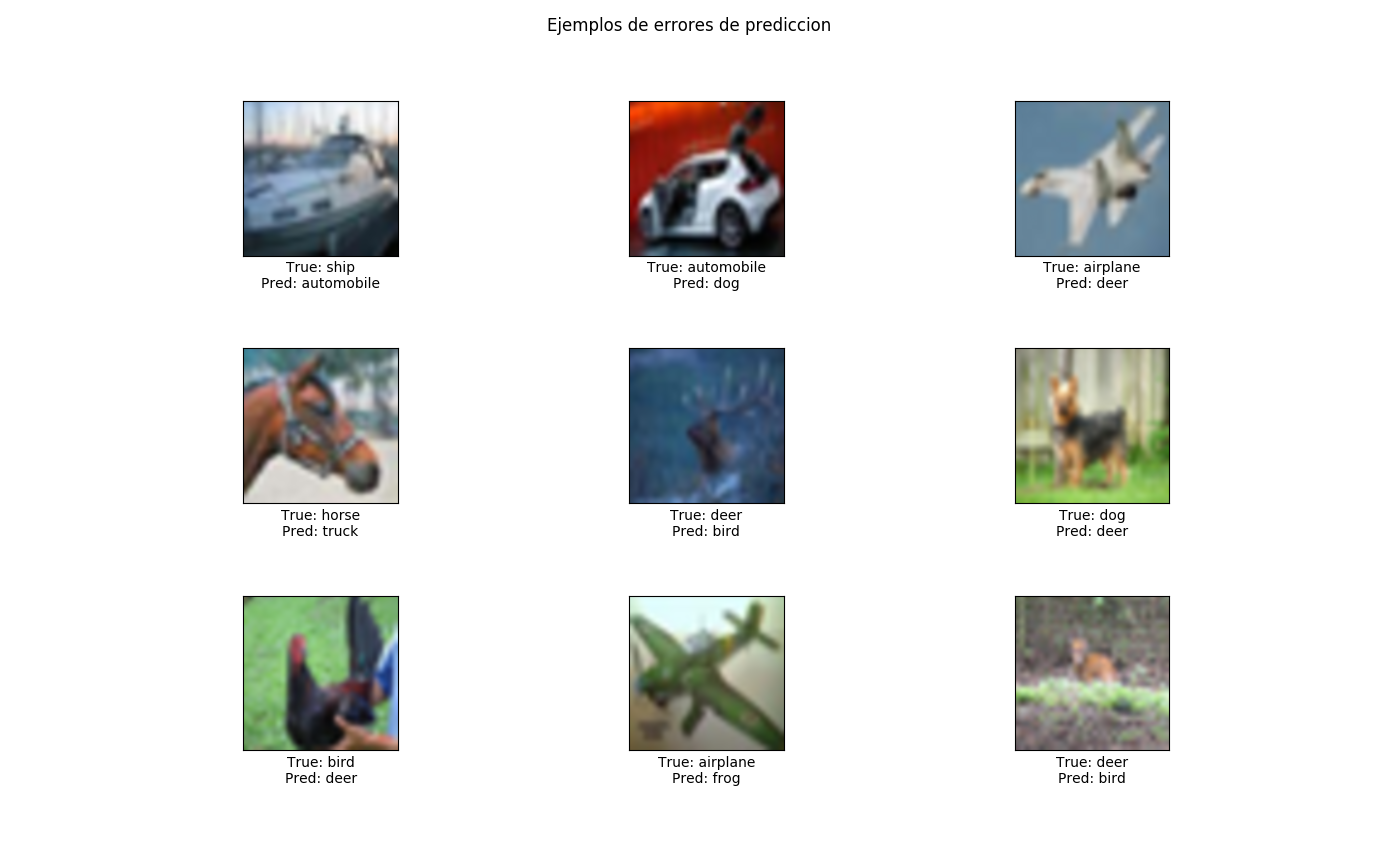 Ejemplos de errores de prediccion
True: ship
Pred: automobile
True: automobile
Pred: dog
True: airplane
Pred: deer
True: horse
Pred: truck
True: deer
Pred: bird
True: dog
Pred: deer
True: bird
Pred: deer
True: airplane
Pred: frog
True: deer
Pred: bird